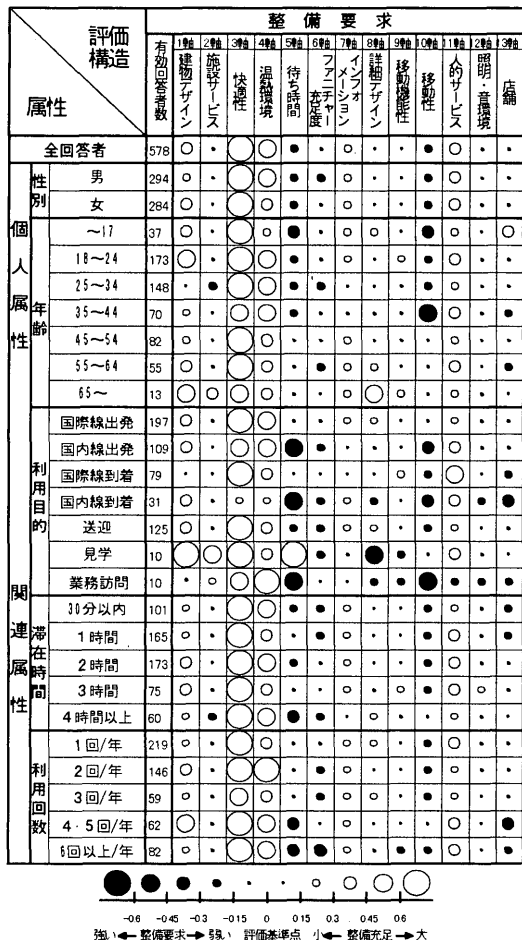 評価構造
属性
有効回答者数
整備要求
1軸 建物デザイン
2軸 施設サービス
3軸 快適性
4軸 温熱環境
5軸 待ち時間
6軸 ファニチャー充足度
7軸 インフォメーション
8軸 詳細デザイン
9軸 移動機能性
10軸 移動性
11軸 人的サービス
12軸 照明・音環境
13軸 店舗
全回答者 578
個人属性
性別
男 294
女 284
年齢
~17 37
18~24 173
25~34 148
35~44 70
45~54 82
55~64 55
65~ 13
関連属性
利用目的
国際線出発 197
国内線出発 109
国際線到着 79
国内線到着 31
送迎 125
見学 10
業務訪問 10
滞在時間
30分以内 101
1時間 165
2時間 173
3時間 75
4時間以上 60
利用回数
1回/年 219
2回/年 146
3回/年 59
4・5回/年 62
6回以上/年 82
-0.6 -0.45 -0.3 -0.15 0 0.15 0.45 0.6
強い ← 整備要求 → 弱い 評価基準点 小 ← 整備充足 → 大